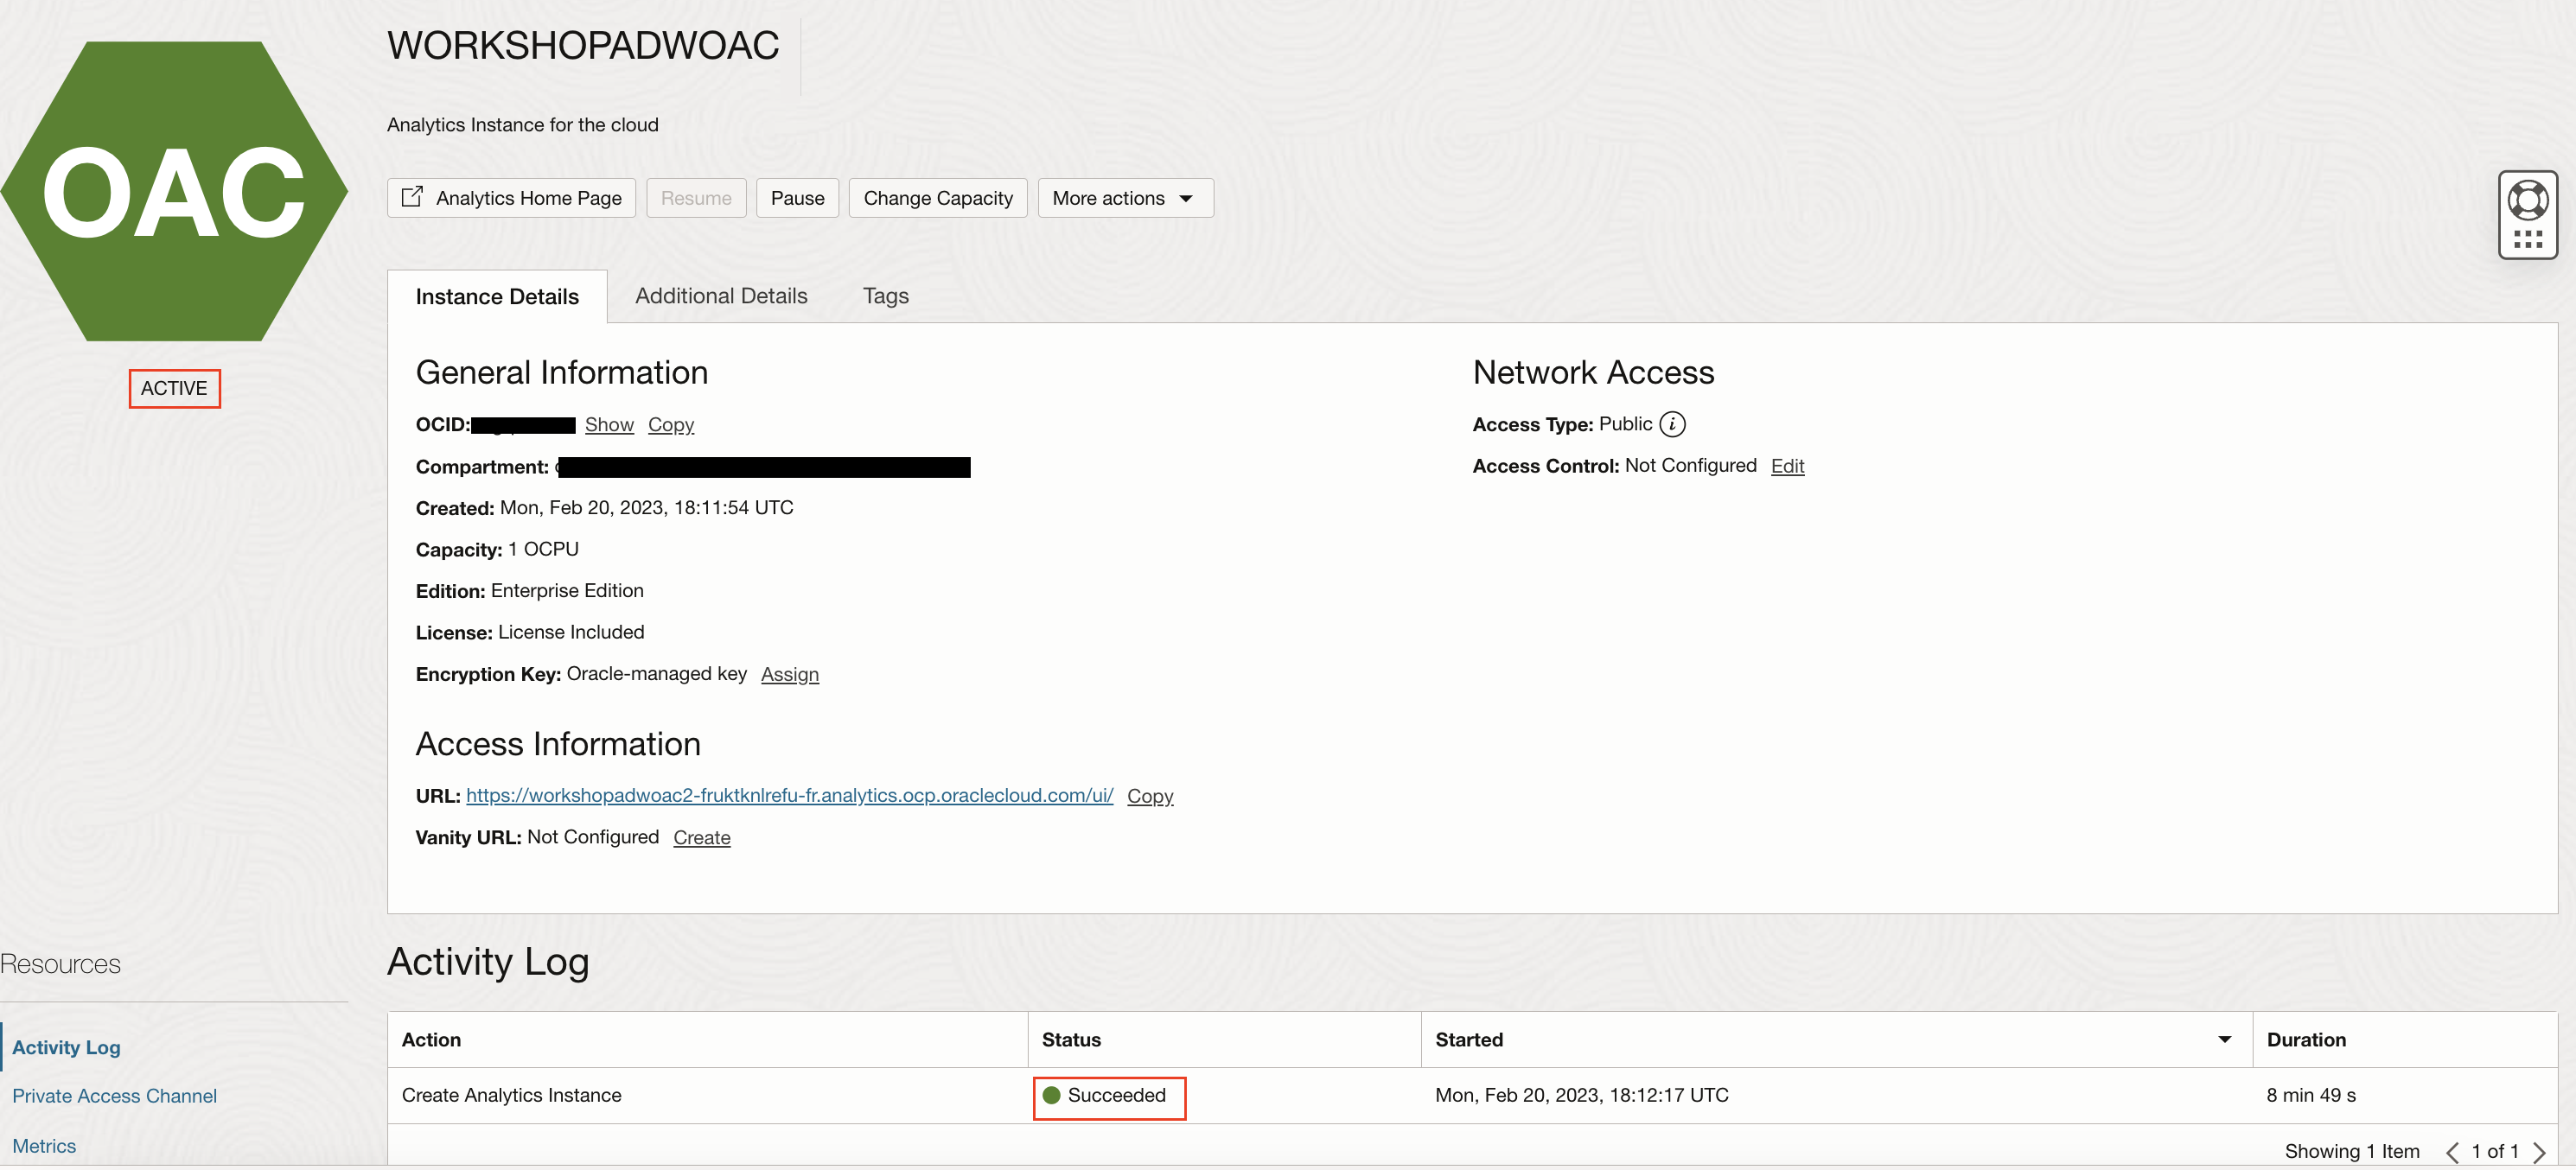 OAC
ACTIVE
WORKSHOPADWOAC
Analytics Instance for the cloud
Analytics Home Page Resume Pause Change Capacity More actions
Instance Details Additional Details Tags
General Information
OCID: Show Copy
Compartment:
Created: Mon, Feb 20, 2023, 18:11:54 UTC
Capacity: 1 OCPU
Edition: Enterprise Edition
License: License Included
Encryption Key: Oracle-managed key Assign
Access Information
URL: https://workshopadwoac2-fruktknlrefu-fr.analytics.ocp.oraclecloud.com/ui/ Copy
Vanity URL: Not Configured Create
Network Access
Access Type: Public i
Access Control: Not Configured Edit
Resources
Activity Log
Private Access Channel
Metrics
Activity Log
Action Status Started Duration
Create Analytics Instance Succeeded Mon, Feb 20, 2023, 18:12:17 UTC 8 min 49 s
Showing 1 Item < 1 of 1 >